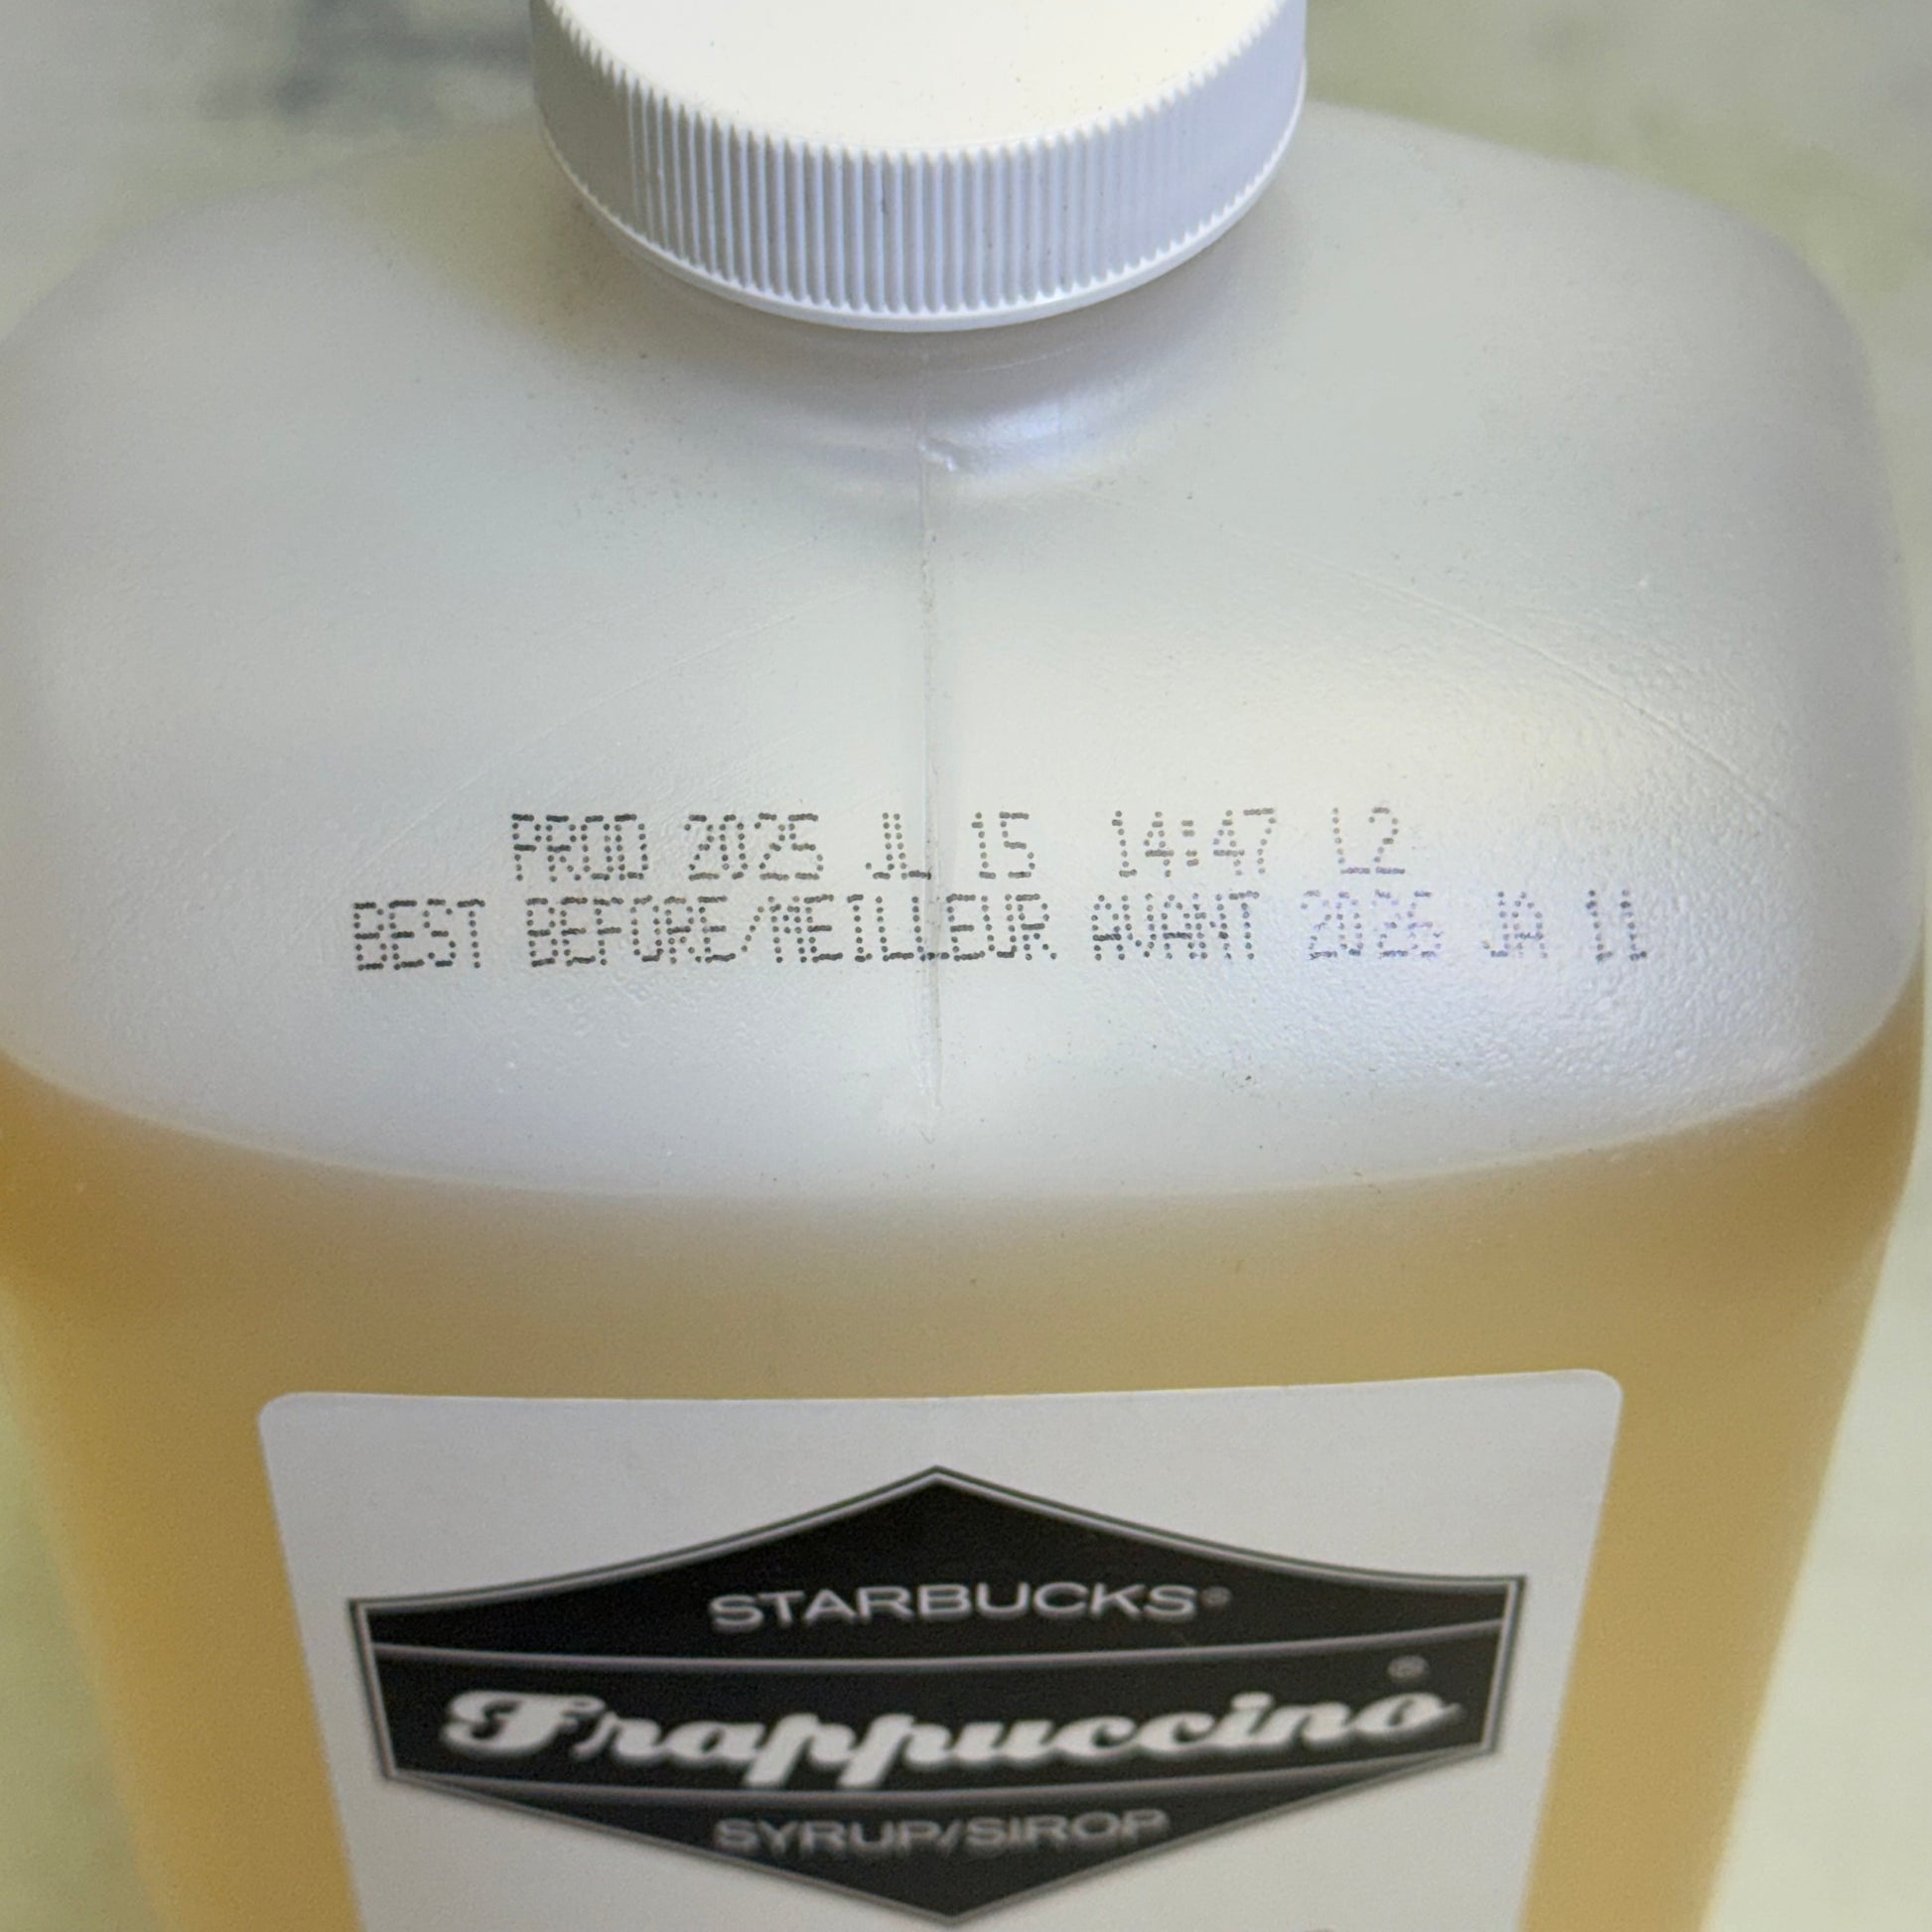 PROD 2025 JL 15 14:47 L2
BEST BEFORE/MEILLEUR AVANT 2026 JA 11
STARBUCKS®
Frappuccino®
SYRUP/SIROP